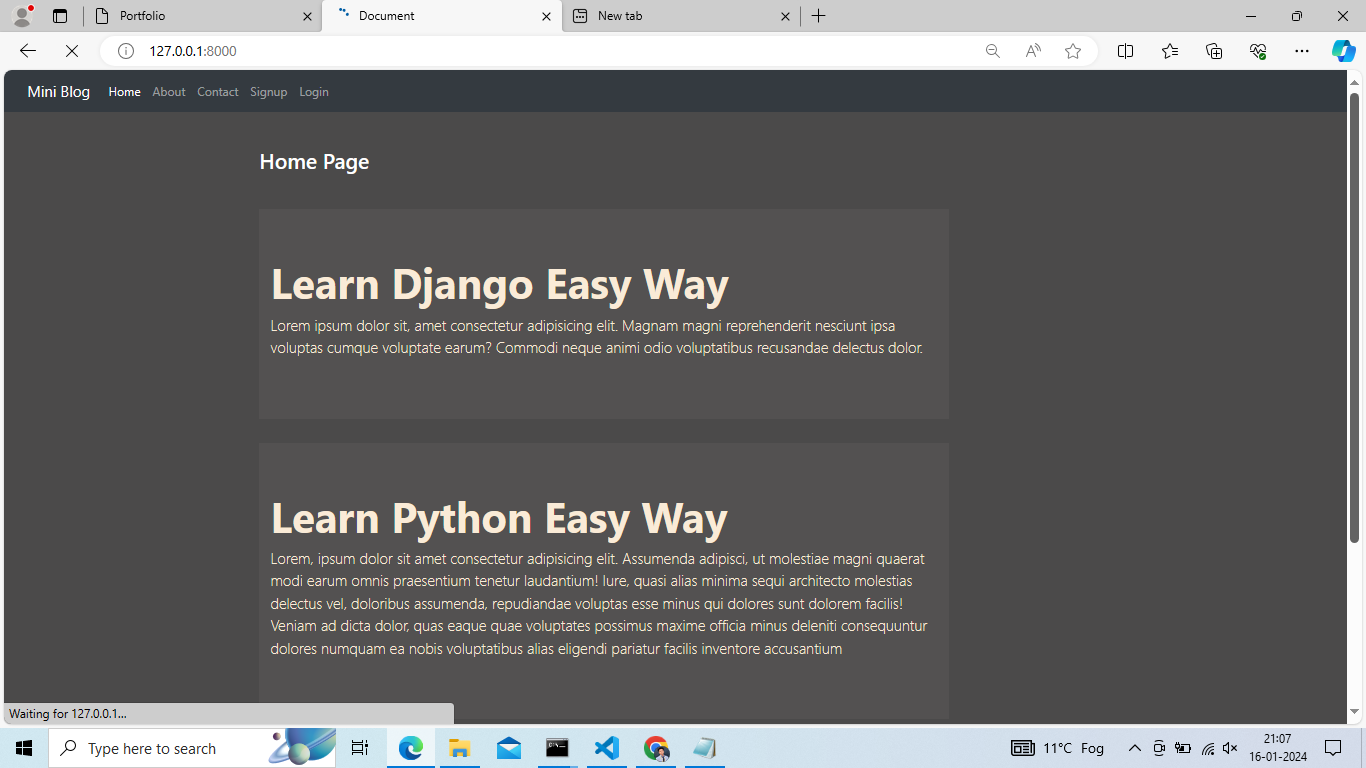 Portfolio
Document
New tab
127.0.0.1:8000
Mini Blog Home About Contact Signup Login
Home Page
Learn Django Easy Way
Lorem ipsum dolor sit, amet consectetur adipisicing elit. Magnam magni reprehenderit nesciunt ipsa
voluptas cumque voluptate earum? Commodi neque animi odio voluptatibus recusandae delectus dolor.
Learn Python Easy Way
Lorem, ipsum dolor sit amet consectetur adipisicing elit. Assumenda adipisci, ut molestiae magni quaerat
modi earum omnis praesentium tenetur laudantium! Iure, quasi alias minima sequi architecto molestias
delectus vel, doloribus assumenda, repudiandae voluptas esse minus qui dolores sunt dolorem facilis!
Veniam ad dicta dolor, quas eaque quae voluptates possimus maxime officia minus deleniti consequuntur
dolores numquam ea nobis voluptatibus alias eligendi pariatur facilis inventore accusantium
Waiting for 127.0.0.1...
Type here to search
11°C Fog
21:07
16-01-2024